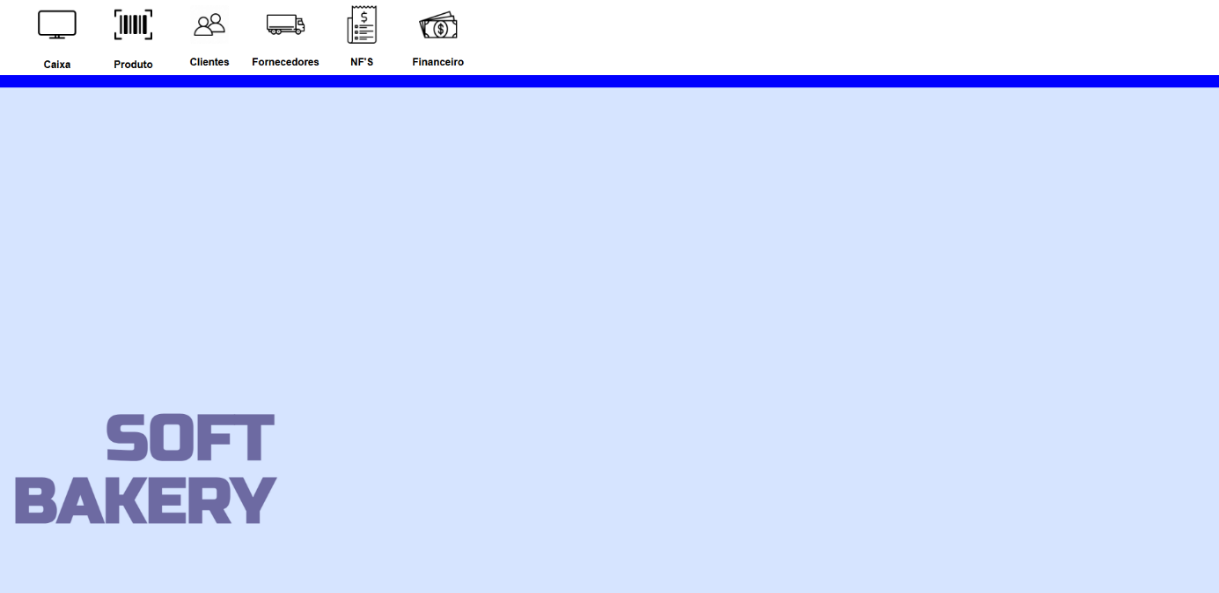 Caixa
Produto
Clientes
Fornecedores
NF'S
Financeiro
SOFT
BAKERY